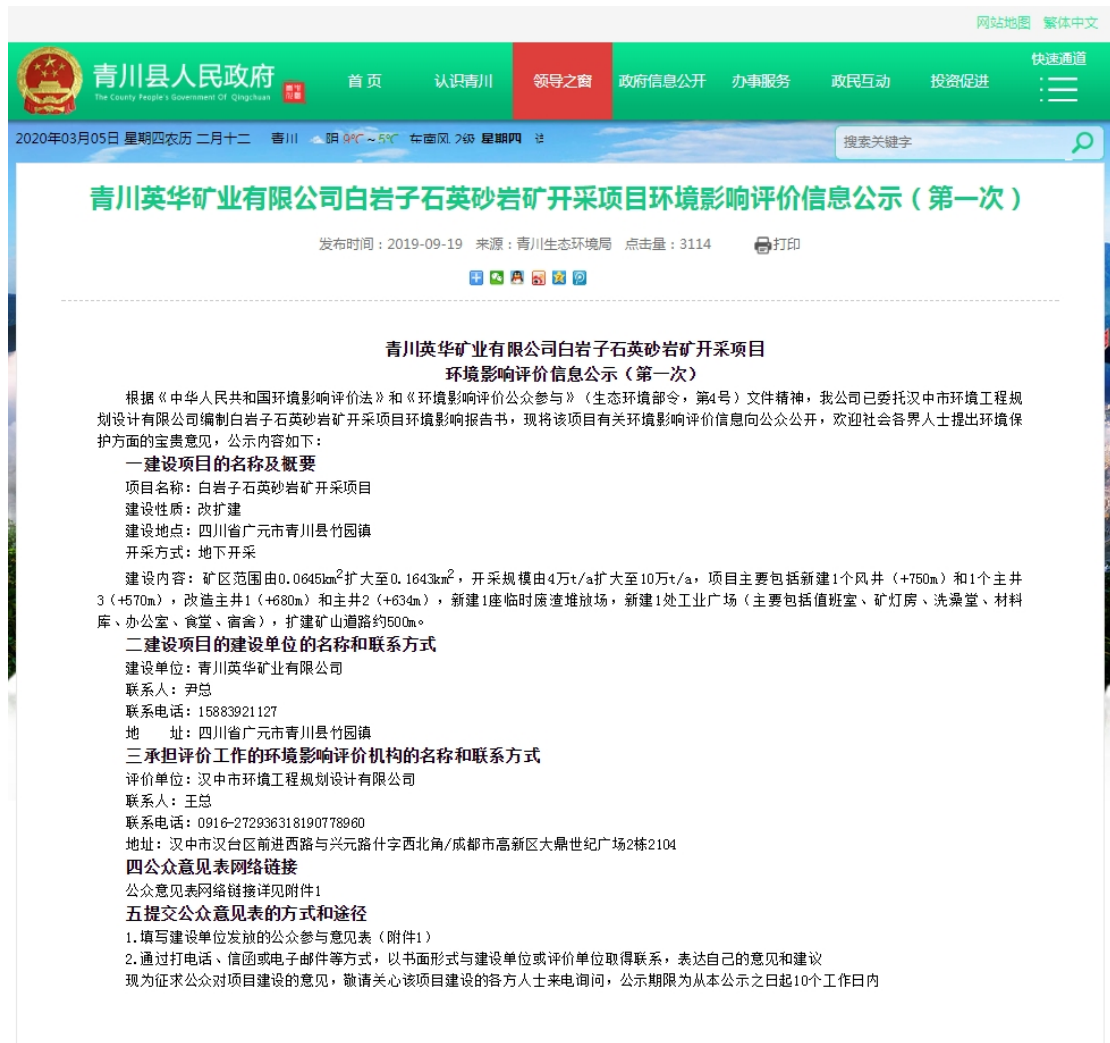 网站地图 繁体中文
青川县人民政府
The County People's Government Of Qingchuan
首页 认识青川 领导之窗 政府信息公开 办事服务 政民互动 投资促进 快速通道
2020年03月05日 星期四农历 二月十二 青川 阴 9℃~5℃ 东南风 2级 星期四
搜索关键字
青川英华矿业有限公司白岩子石英砂岩矿开采项目环境影响评价信息公示（第一次）
发布时间：2019-09-19 来源：青川生态环境局 点击量：3114 打印
青川英华矿业有限公司白岩子石英砂岩矿开采项目
环境影响评价信息公示（第一次）
根据《中华人民共和国环境影响评价法》和《环境影响评价公众参与》（生态环境部令，第4号）文件精神，我公司已委托汉中市环境工程规
划设计有限公司编制白岩子石英砂岩矿开采项目环境影响报告书，现将该项目有关环境影响评价信息向公众公开，欢迎社会各界人士提出环境保
护方面的宝贵意见，公示内容如下：
一建设项目的名称及概要
项目名称：白岩子石英砂岩矿开采项目
建设性质：改扩建
建设地点：四川省广元市青川县竹园镇
开采方式：地下开采
建设内容：矿区范围由0.0645km²扩大至0.1643km²，开采规模由4万t/a扩大至10万t/a，项目主要包括新建1个风井（+750m）和1个主井
3（+570m），改造主井1（+680m）和主井2（+634m），新建1座临时废渣堆放场，新建1处工业广场（主要包括值班室、矿灯房、洗澡堂、材料
库、办公室、食堂、宿舍），扩建矿山道路约500m。
二建设项目的建设单位的名称和联系方式
建设单位：青川英华矿业有限公司
联系人：尹总
联系电话：15883921127
地 址：四川省广元市青川县竹园镇
三承担评价工作的环境影响评价机构的名称和联系方式
评价单位：汉中市环境工程规划设计有限公司
联系人：王总
联系电话：0916-272936318190778960
地址：汉中市汉台区前进西路与兴元路什字西北角/成都市高新区大鼎世纪广场2栋2104
四公众意见表网络链接
公众意见表网络链接详见附件1
五提交公众意见表的方式和途径
1.填写建设单位发放的公众参与意见表（附件1）
2.通过打电话、信函或电子邮件等方式，以书面形式与建设单位或评价单位取得联系，表达自己的意见和建议
现为征求公众对项目建设的意见，敬请关心该项目建设的各方人士来电询问，公示期限为从本公示之日起10个工作日内